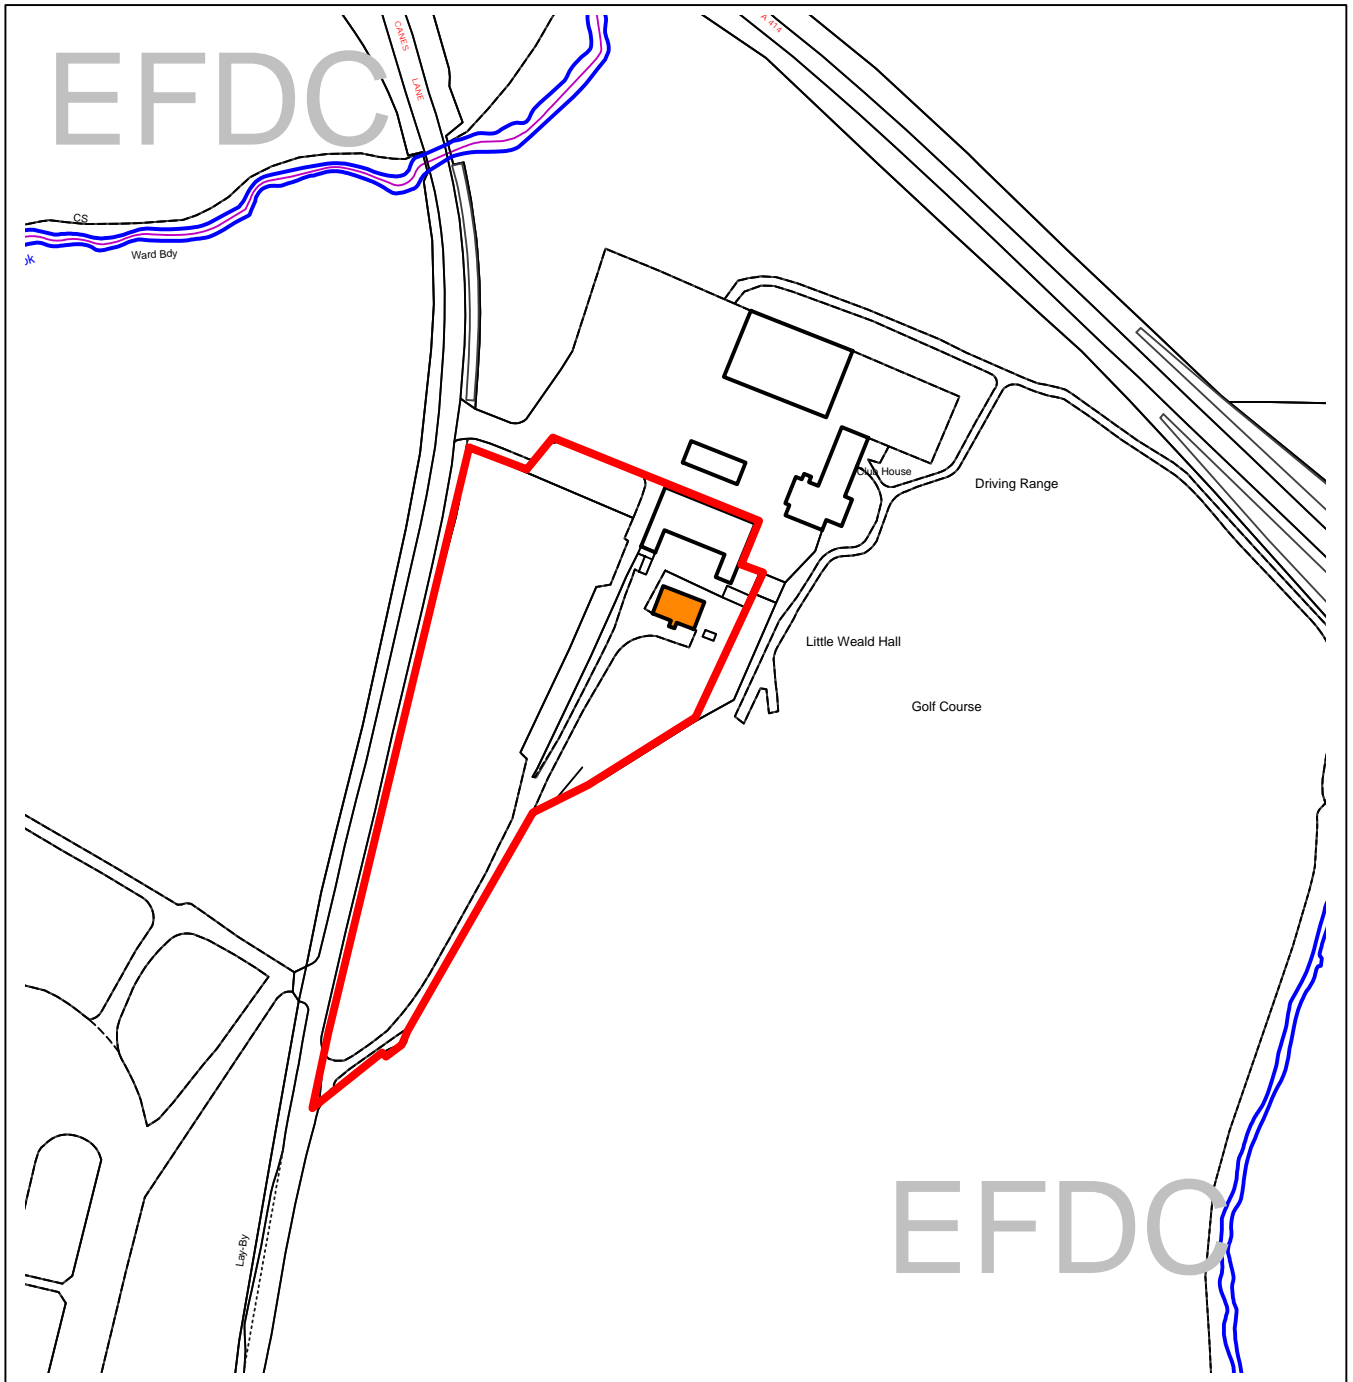 EFDC
CANES
LANE
A 414
CS
Ward Bdy
ok
Club House
Driving Range
Little Weald Hall
Golf Course
Lay-By
EFDC